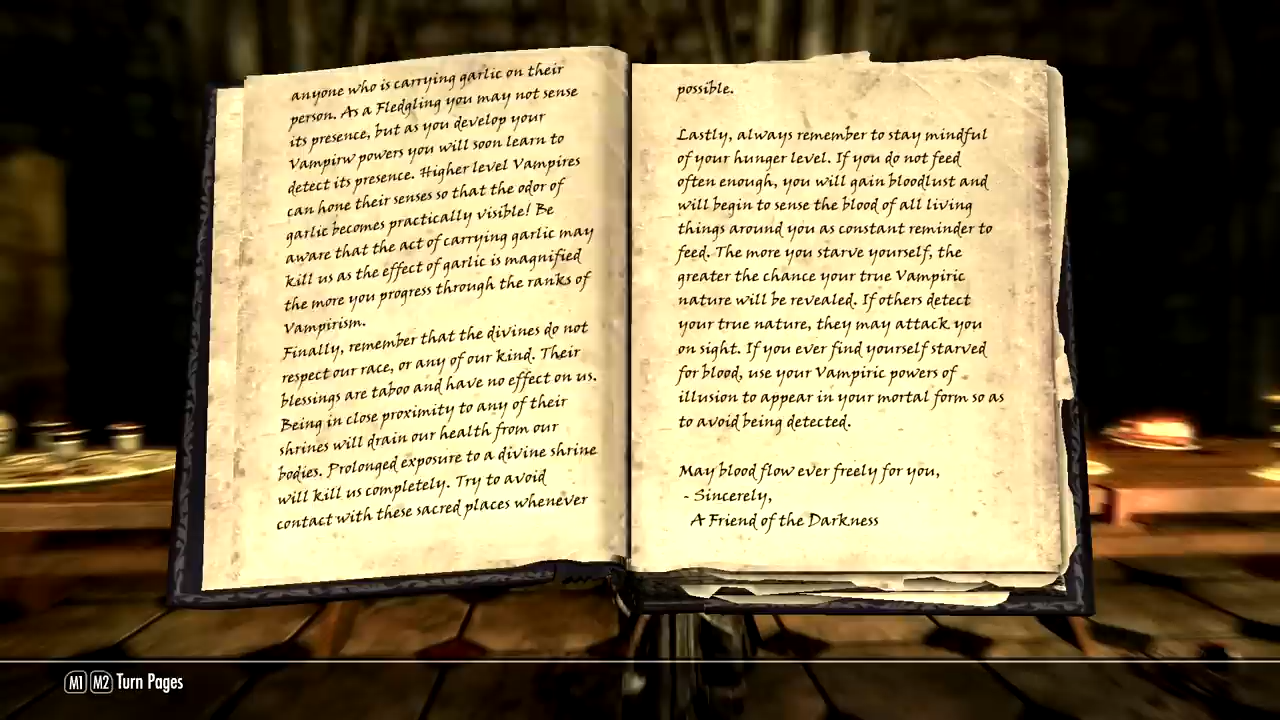 anyone who is carrying garlic on their
person. As a Fledgling you may not sense
its presence, but as you develop your
Vampirw powers you will soon learn to
detect its presence. Higher level Vampires
can hone their senses so that the odor of
garlic becomes practically visible! Be
aware that the act of carrying garlic may
kill us as the effect of garlic is magnified
the more you progress through the ranks of
Vampirism.
Finally, remember that the divines do not
respect our race, or any of our kind. Their
blessings are taboo and have no effect on us.
Being in close proximity to any of their
shrines will drain our health from our
bodies. Prolonged exposure to a divine shrine
will kill us completely. Try to avoid
contact with these sacred places whenever
possible.
Lastly, always remember to stay mindful
of your hunger level. If you do not feed
often enough, you will gain bloodlust and
will begin to sense the blood of all living
things around you as constant reminder to
feed. The more you starve yourself, the
greater the chance your true Vampiric
nature will be revealed. If others detect
your true nature, they may attack you
on sight. If you ever find yourself starved
for blood, use your Vampiric powers of
illusion to appear in your mortal form so as
to avoid being detected.
May blood flow ever freely for you,
- Sincerely,
A Friend of the Darkness
M1 M2 Turn Pages